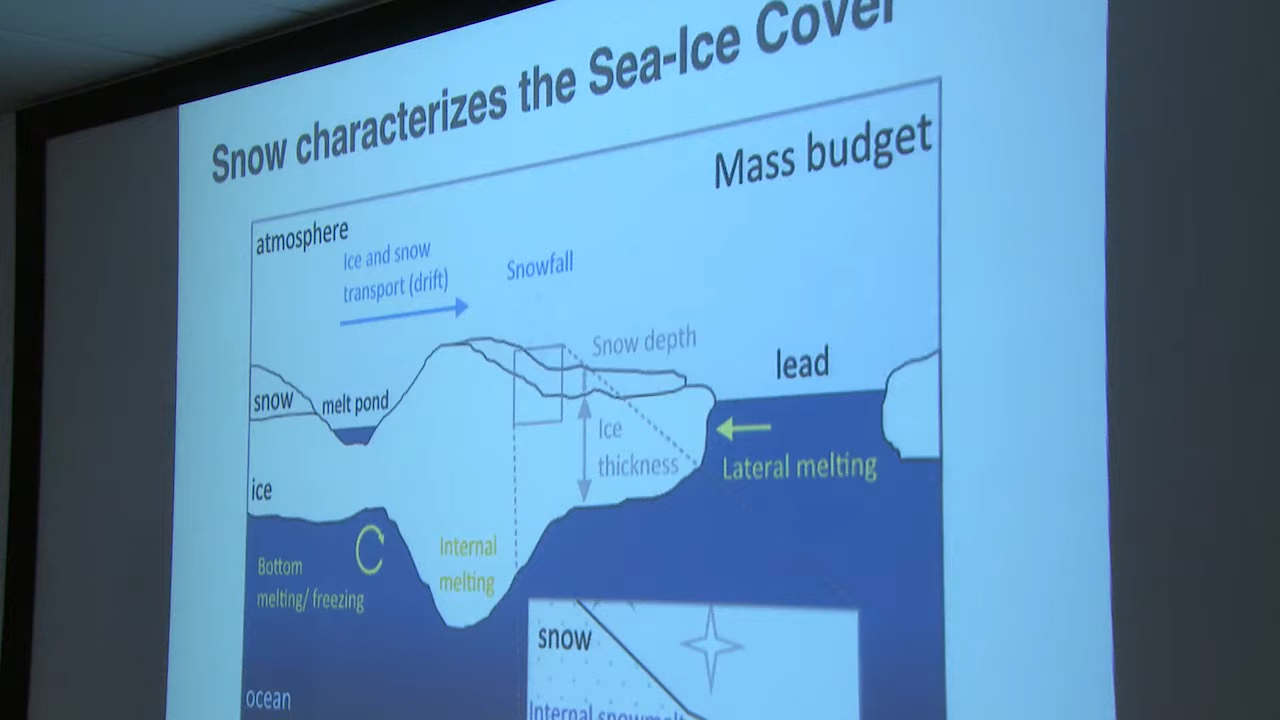 Snow characterizes the Sea-Ice Cover
Mass budget
atmosphere
Ice and snow
transport (drift)
Snowfall
Snow depth
lead
snow
melt pond
Ice
thickness
Lateral melting
ice
Internal
melting
Bottom
melting/ freezing
snow
ocean
Internal snowmelt